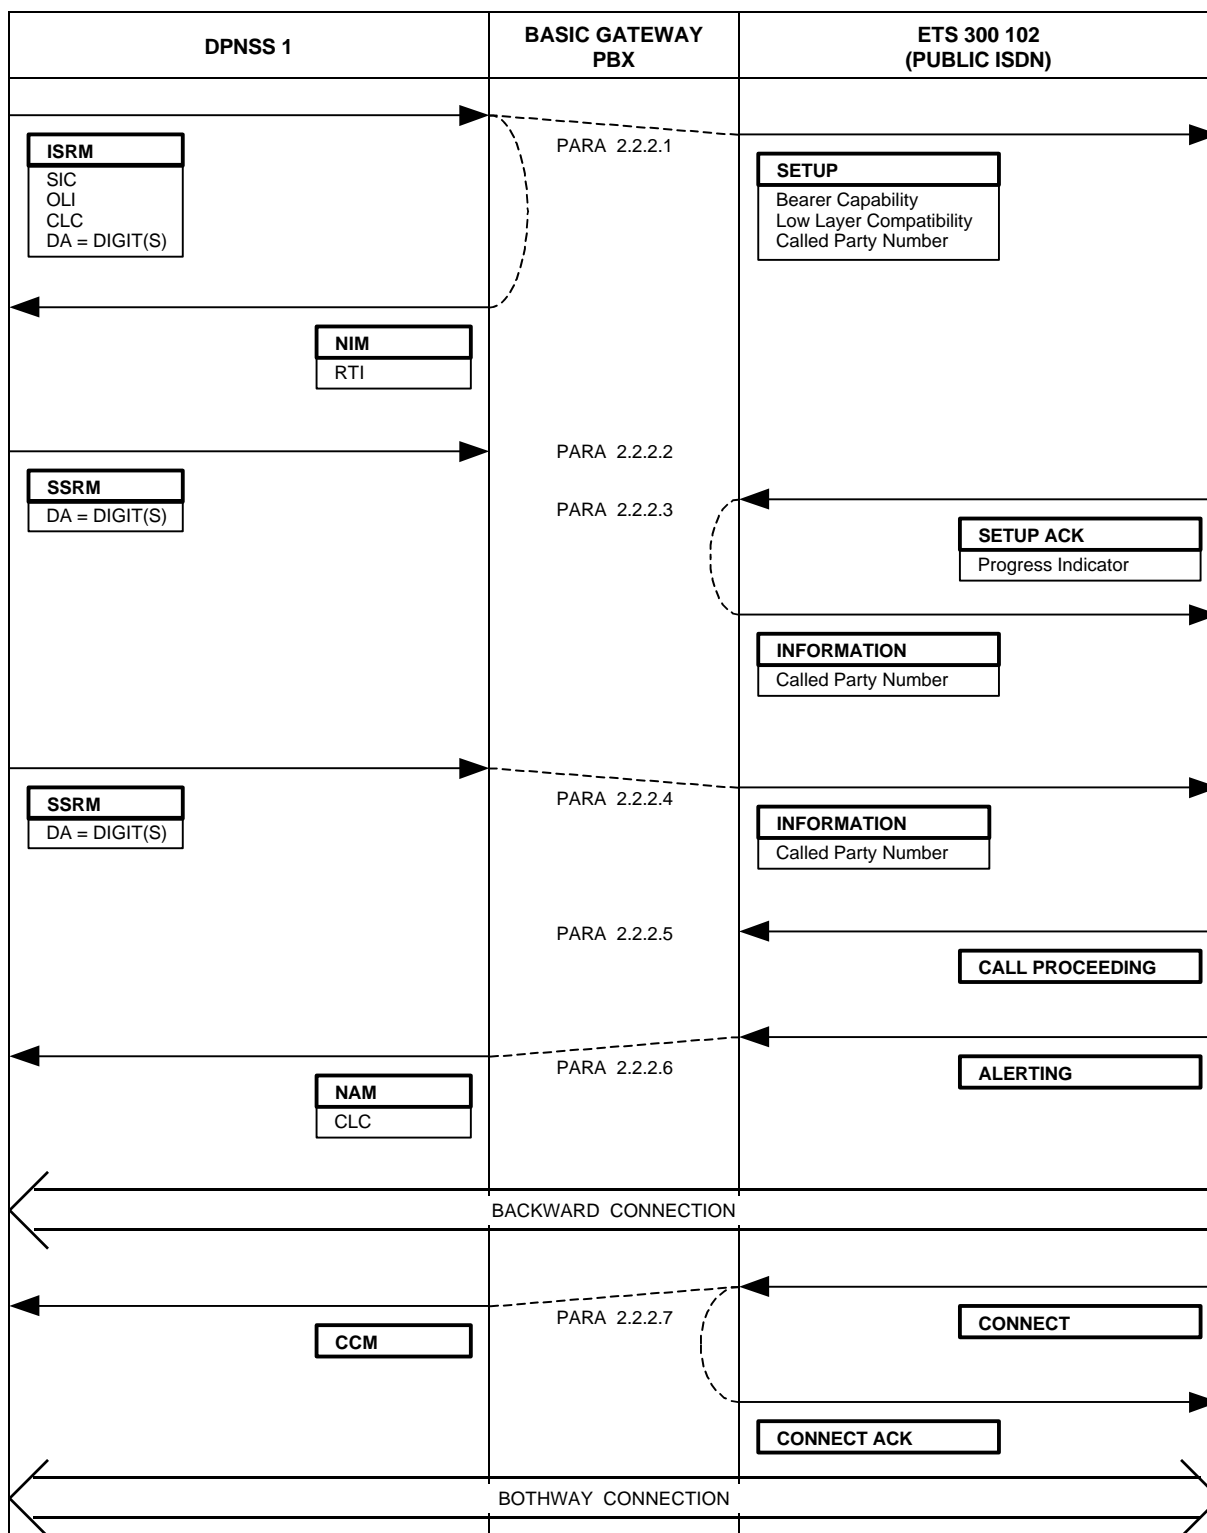 DPNSS 1
BASIC GATEWAY
PBX
ETS 300 102
(PUBLIC ISDN)
PARA 2.2.2.1
ISRM
SIC
OLI
CLC
DA = DIGIT(S)
SETUP
Bearer Capability
Low Layer Compatibility
Called Party Number
NIM
RTI
PARA 2.2.2.2
SSRM
DA = DIGIT(S)
PARA 2.2.2.3
SETUP ACK
Progress Indicator
INFORMATION
Called Party Number
SSRM
DA = DIGIT(S)
PARA 2.2.2.4
INFORMATION
Called Party Number
PARA 2.2.2.5
CALL PROCEEDING
PARA 2.2.2.6
ALERTING
NAM
CLC
BACKWARD CONNECTION
PARA 2.2.2.7
CONNECT
CCM
CONNECT ACK
BOTHWAY CONNECTION